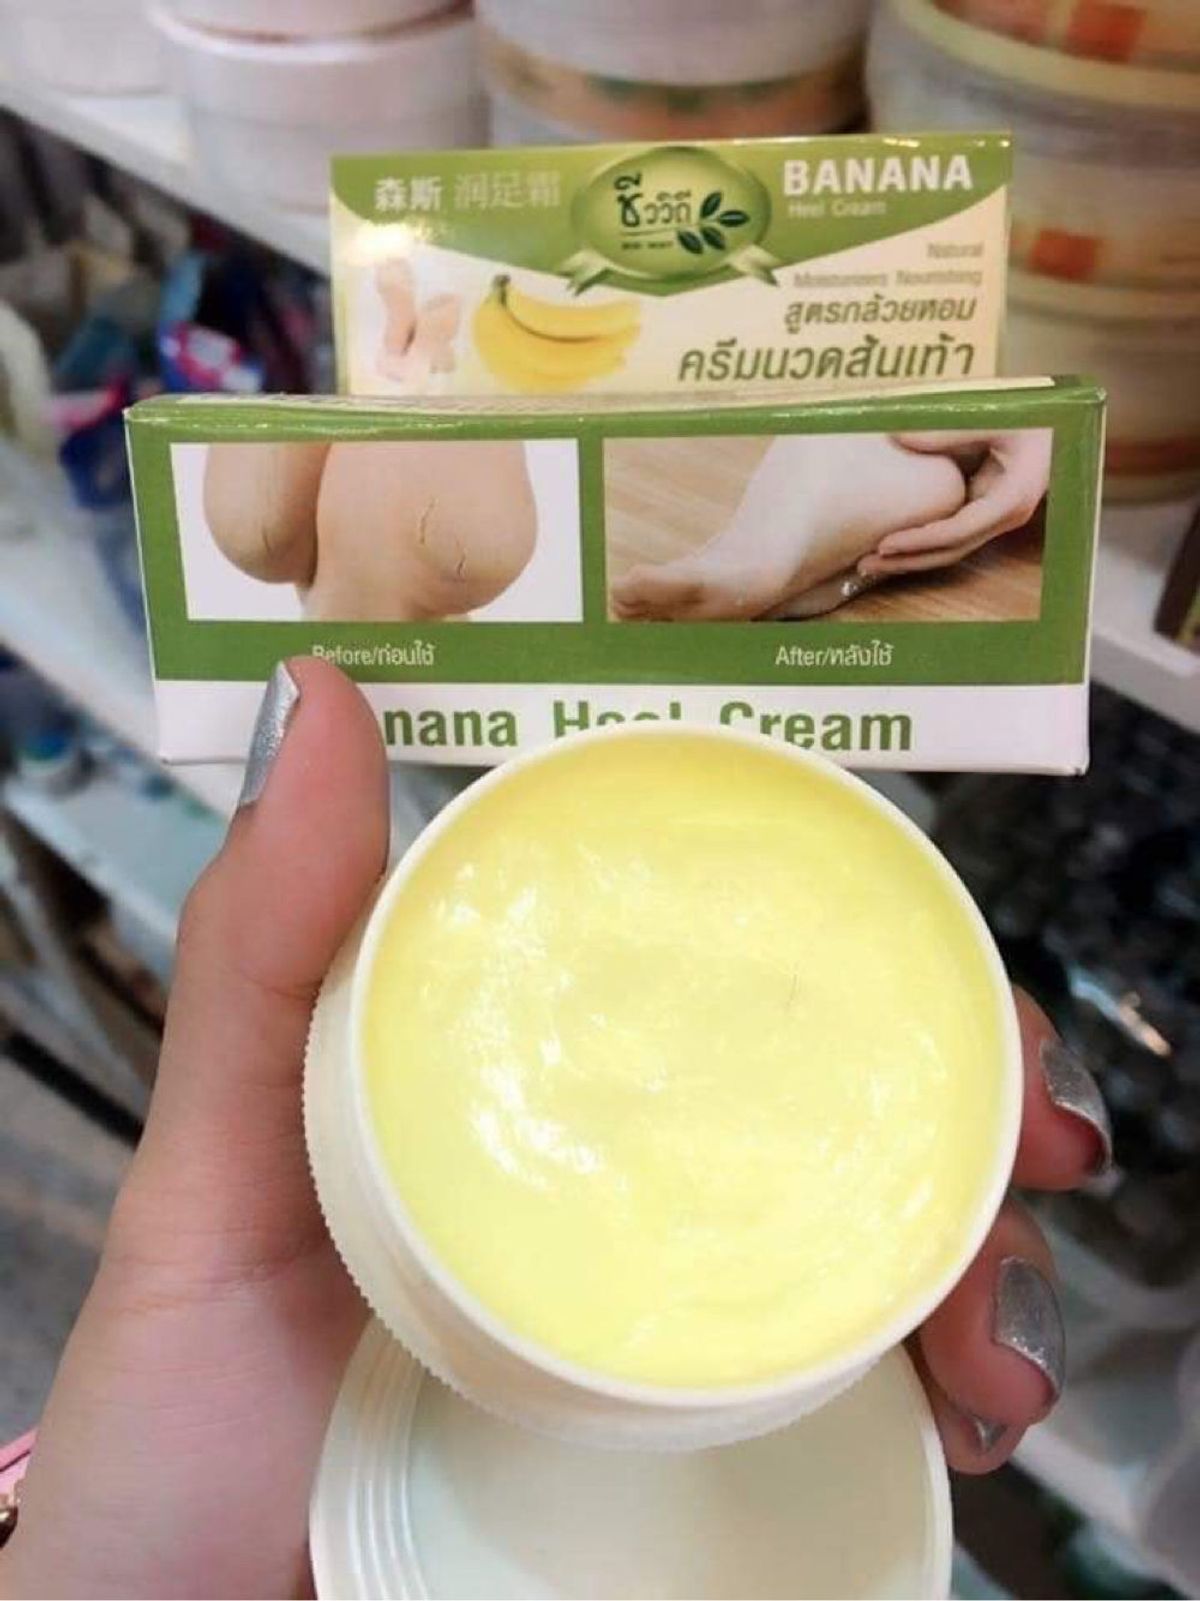 森斯 润足霜
ชีววิถี
BANANA
Heel Cream
Natural
Moisturizers Nourishing
สูตรกล้วยหอม
ครีมนวดส้นเท้า
Before/ก่อนใช้
After/หลังใช้
nana Heel Cream